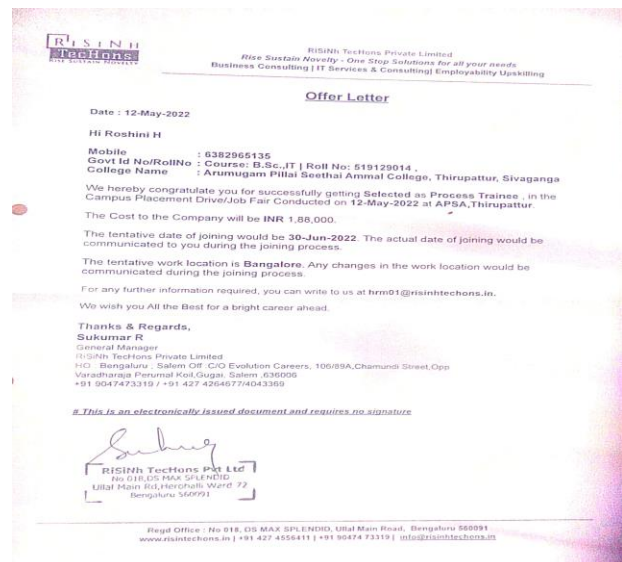 RiSiNh
TecHons
RISE SUSTAIN NOVELTY
RiSiNh TecHons Private Limited
Rise Sustain Novelty - One Stop Solutions for all your needs
Business Consulting | IT Services & Consulting| Employability Upskilling
Offer Letter
Date : 12-May-2022
Hi Roshini H
Mobile : 6382965135
Govt Id No/RollNo : Course: B.Sc.,IT | Roll No: 519129014 ,
College Name : Arumugam Pillai Seethai Ammal College, Thirupattur, Sivaganga
We hereby congratulate you for successfully getting Selected as Process Trainee , in the
Campus Placement Drive/Job Fair Conducted on 12-May-2022 at APSA,Thirupattur.
The Cost to the Company will be INR 1,88,000.
The tentative date of joining would be 30-Jun-2022. The actual date of joining would be
communicated to you during the joining process.
The tentative work location is Bangalore. Any changes in the work location would be
communicated during the joining process.
For any further information required, you can write to us at hrm01@risinhtechons.in.
We wish you All the Best for a bright career ahead.
Thanks & Regards,
Sukumar R
General Manager
RiSiNh TecHons Private Limited
HO : Bengaluru ; Salem Off :C/O Evolution Careers, 106/89A,Chamundi Street,Opp
Varadharaja Perumal Koil,Gugai, Salem ,636006
+91 9047473319 / +91 427 4264677/4043369
# This is an electronically issued document and requires no signature
RiSiNh TecHons Pvt Ltd
No 018,DS MAX SPLENDID
Ullal Main Rd,Herohalli Ward 72
Bengaluru 560091
Regd Office : No 018, DS MAX SPLENDID, Ullal Main Road, Bengaluru 560091
www.risintechons.in | +91 427 4556411 | +91 90474 73319 | info@risinhtechons.in